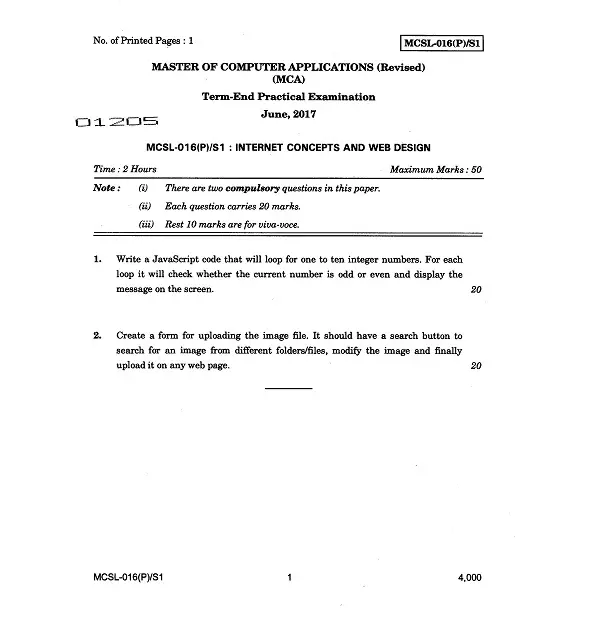 No. of Printed Pages : 1
MCSL-016(P)/S1
MASTER OF COMPUTER APPLICATIONS (Revised)
(MCA)
Term-End Practical Examination
01205
June, 2017
MCSL-016(P)/S1 : INTERNET CONCEPTS AND WEB DESIGN
Time : 2 Hours Maximum Marks : 50
Note : (i) There are two compulsory questions in this paper.
(ii) Each question carries 20 marks.
(iii) Rest 10 marks are for viva-voce.
1. Write a JavaScript code that will loop for one to ten integer numbers. For each
loop it will check whether the current number is odd or even and display the
message on the screen. 20
2. Create a form for uploading the image file. It should have a search button to
search for an image from different folders/files, modify the image and finally
upload it on any web page. 20
MCSL-016(P)/S1 1 4,000